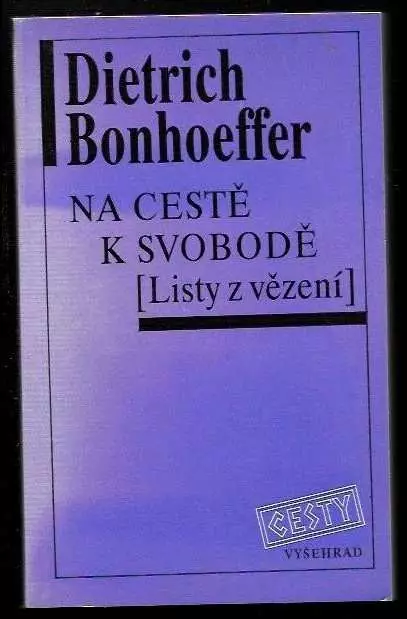 Dietrich
Bonhoeffer
NA CESTĚ
K SVOBODĚ
[Listy z vězení]
CESTY
VYŠEHRAD